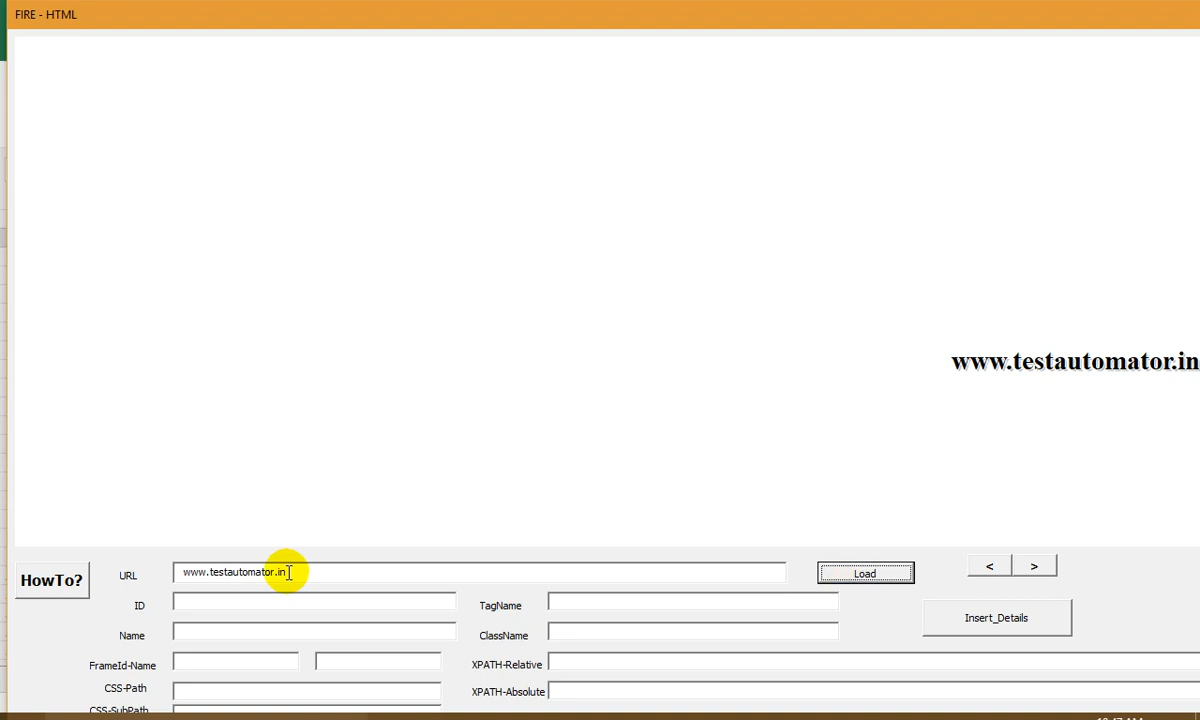 FIRE - HTML
www.testautomator.in
HowTo?
URL
www.testautomator.in
Load
<
>
ID
TagName
Insert_Details
Name
ClassName
FrameId-Name
XPATH-Relative
CSS-Path
XPATH-Absolute
CSS-SubPath